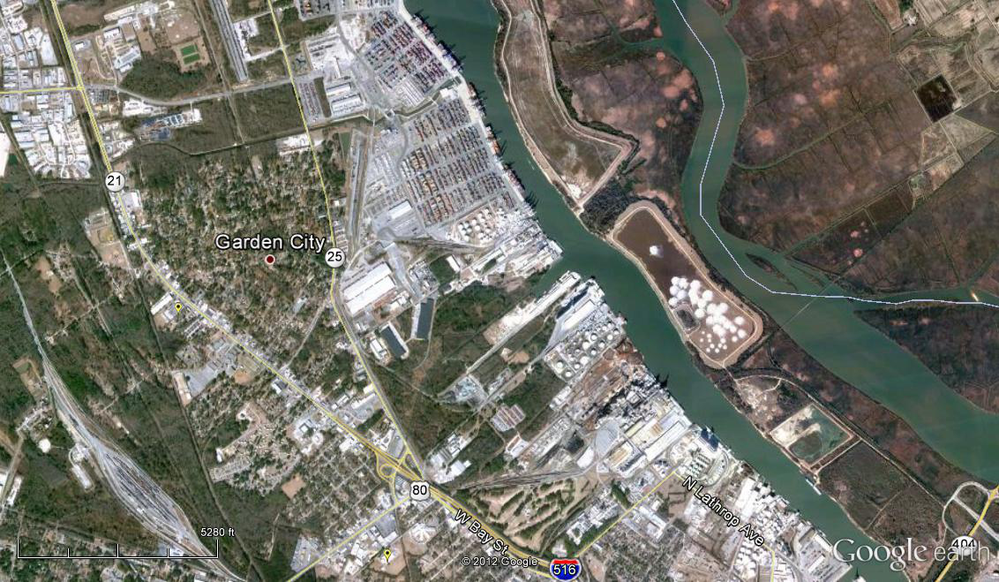 21
Garden City
25
80
W Bay St
N Lathrop Ave
5280 ft
© 2012 Google
516
404
Google earth